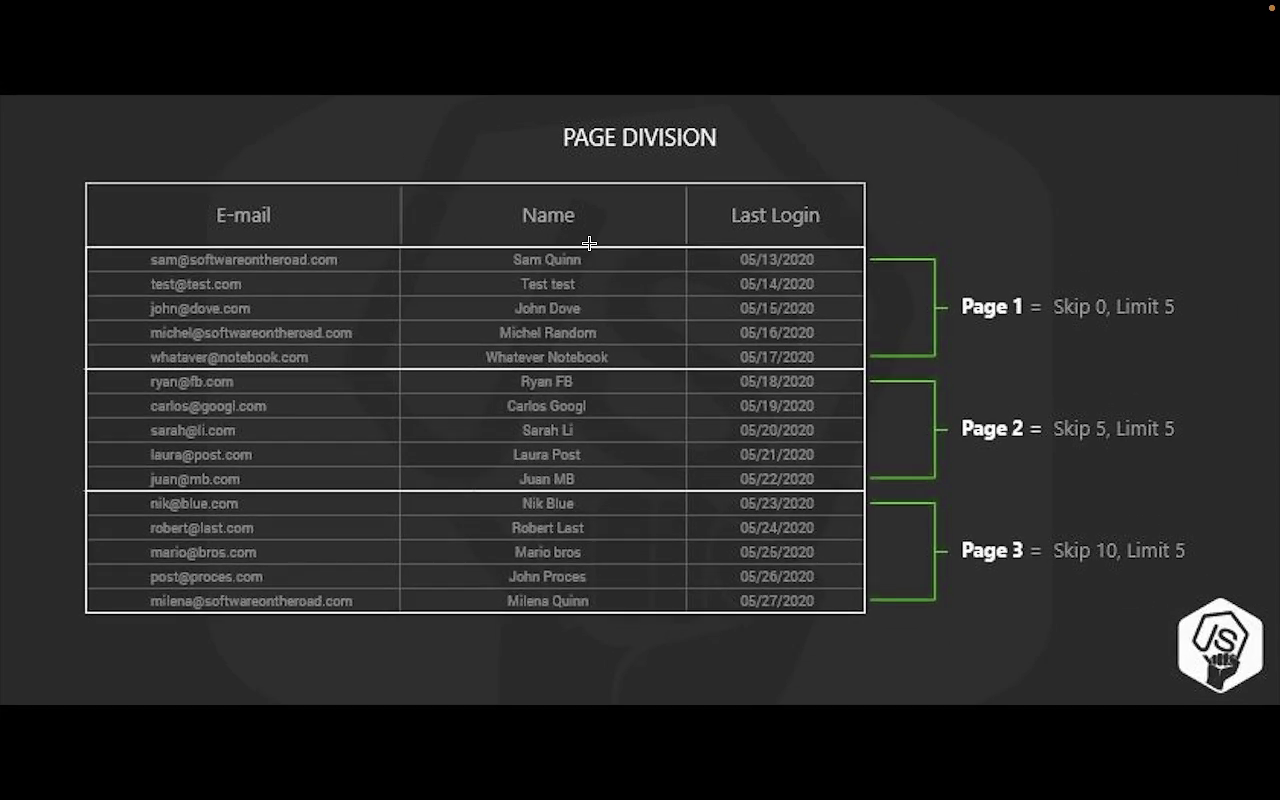 PAGE DIVISION
E-mail Name Last Login
sam@softwareontheroad.com Sam Quinn 05/13/2020
test@test.com Test test 05/14/2020
john@dove.com John Dove 05/15/2020
michel@softwareontheroad.com Michel Random 05/16/2020
whataver@notebook.com Whatever Notebook 05/17/2020
Page 1 = Skip 0, Limit 5
ryan@fb.com Ryan FB 05/18/2020
carlos@googl.com Carlos Googl 05/19/2020
sarah@li.com Sarah Li 05/20/2020
laura@post.com Laura Post 05/21/2020
juan@mb.com Juan MB 05/22/2020
Page 2 = Skip 5, Limit 5
nik@blue.com Nik Blue 05/23/2020
robert@last.com Robert Last 05/24/2020
mario@bros.com Mario bros 05/25/2020
post@proces.com John Proces 05/26/2020
milena@softwareontheroad.com Milena Quinn 05/27/2020
Page 3 = Skip 10, Limit 5
JS